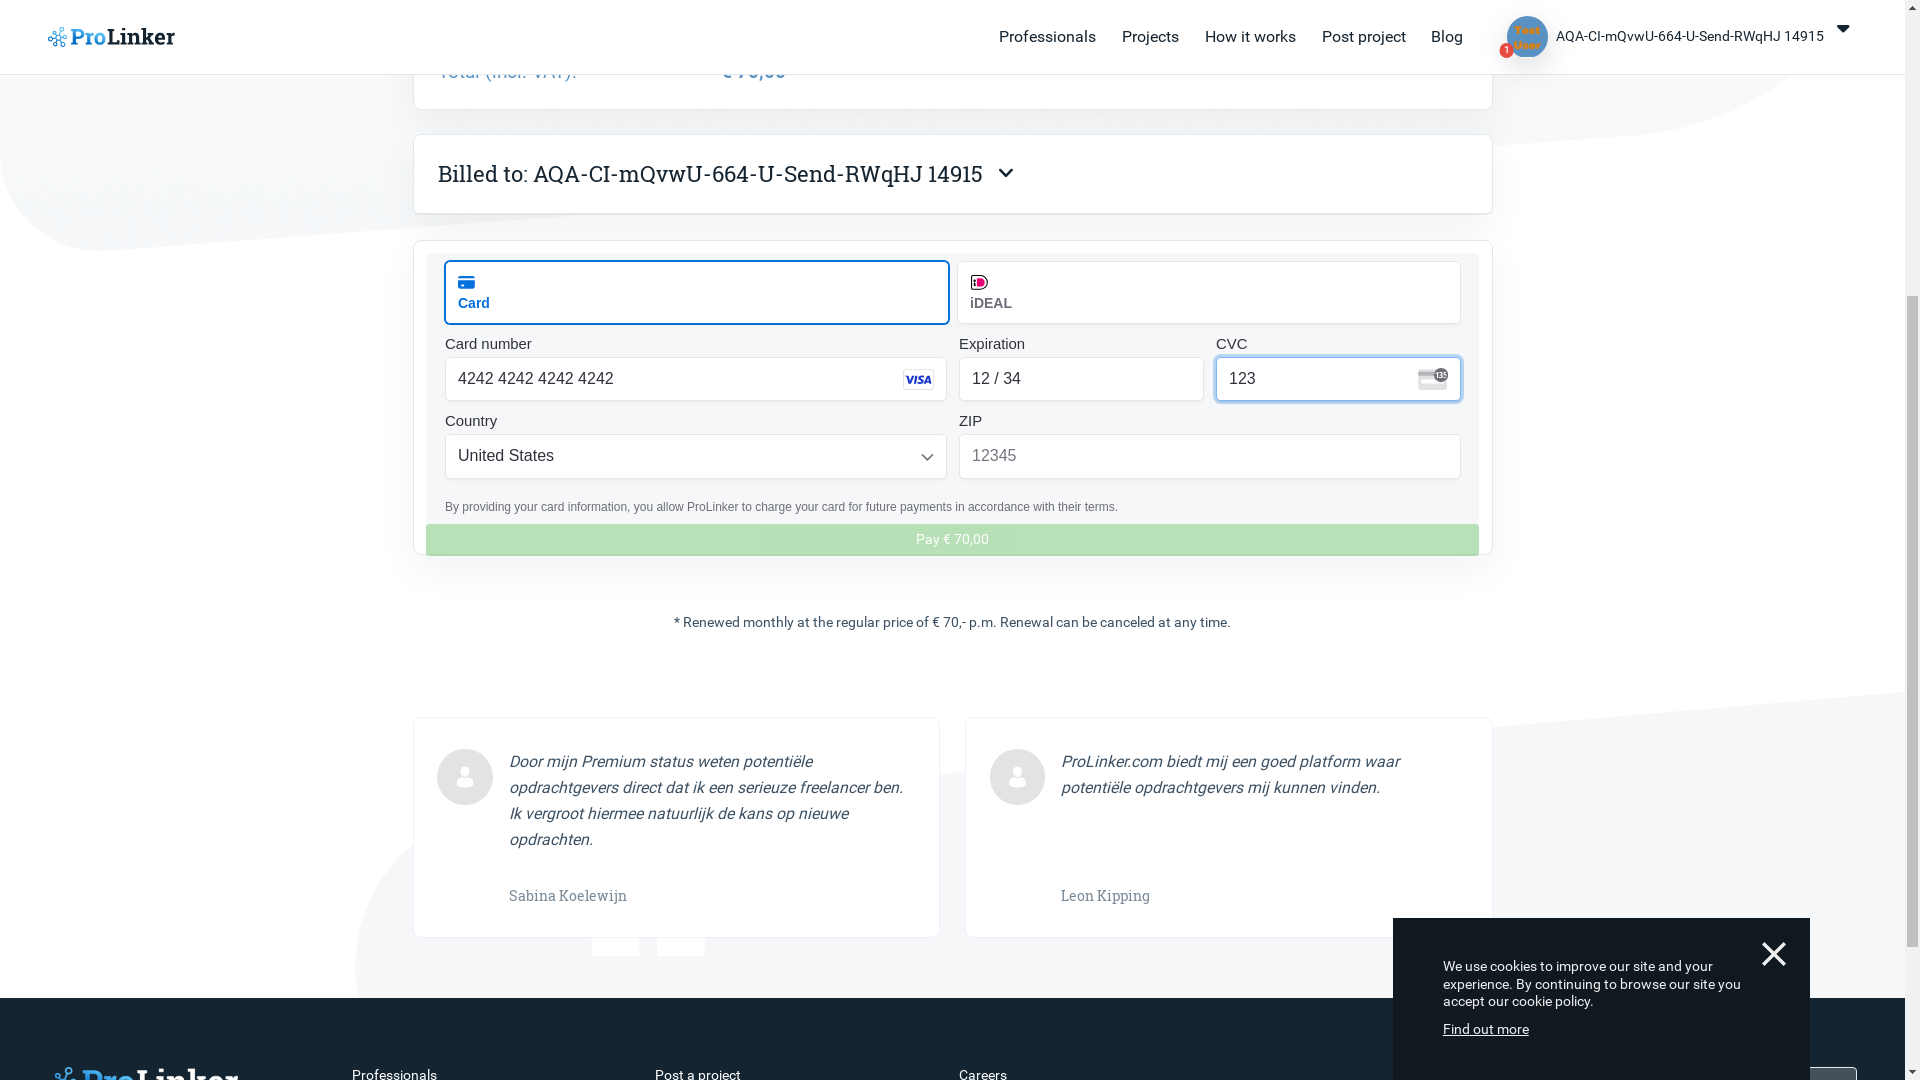 ProLinker
Professionals Projects How it works Post project Blog
Test User
1
AQA-CI-mQvwU-664-U-Send-RWqHJ 14915
Total (incl. VAT): € 70,00
Billed to: AQA-CI-mQvwU-664-U-Send-RWqHJ 14915
Card
iDEAL
Card number Expiration CVC
4242 4242 4242 4242 VISA 12 / 34 123 135
Country ZIP
United States 12345
By providing your card information, you allow ProLinker to charge your card for future payments in accordance with their terms.
Pay € 70,00
* Renewed monthly at the regular price of € 70,- p.m. Renewal can be canceled at any time.
Door mijn Premium status weten potentiële
opdrachtgevers direct dat ik een serieuze freelancer ben.
Ik vergroot hiermee natuurlijk de kans op nieuwe
opdrachten.
Sabina Koelewijn
ProLinker.com biedt mij een goed platform waar
potentiële opdrachtgevers mij kunnen vinden.
Leon Kipping
We use cookies to improve our site and your
experience. By continuing to browse our site you
accept our cookie policy.
Find out more
ProLinker
Professionals Post a project Careers